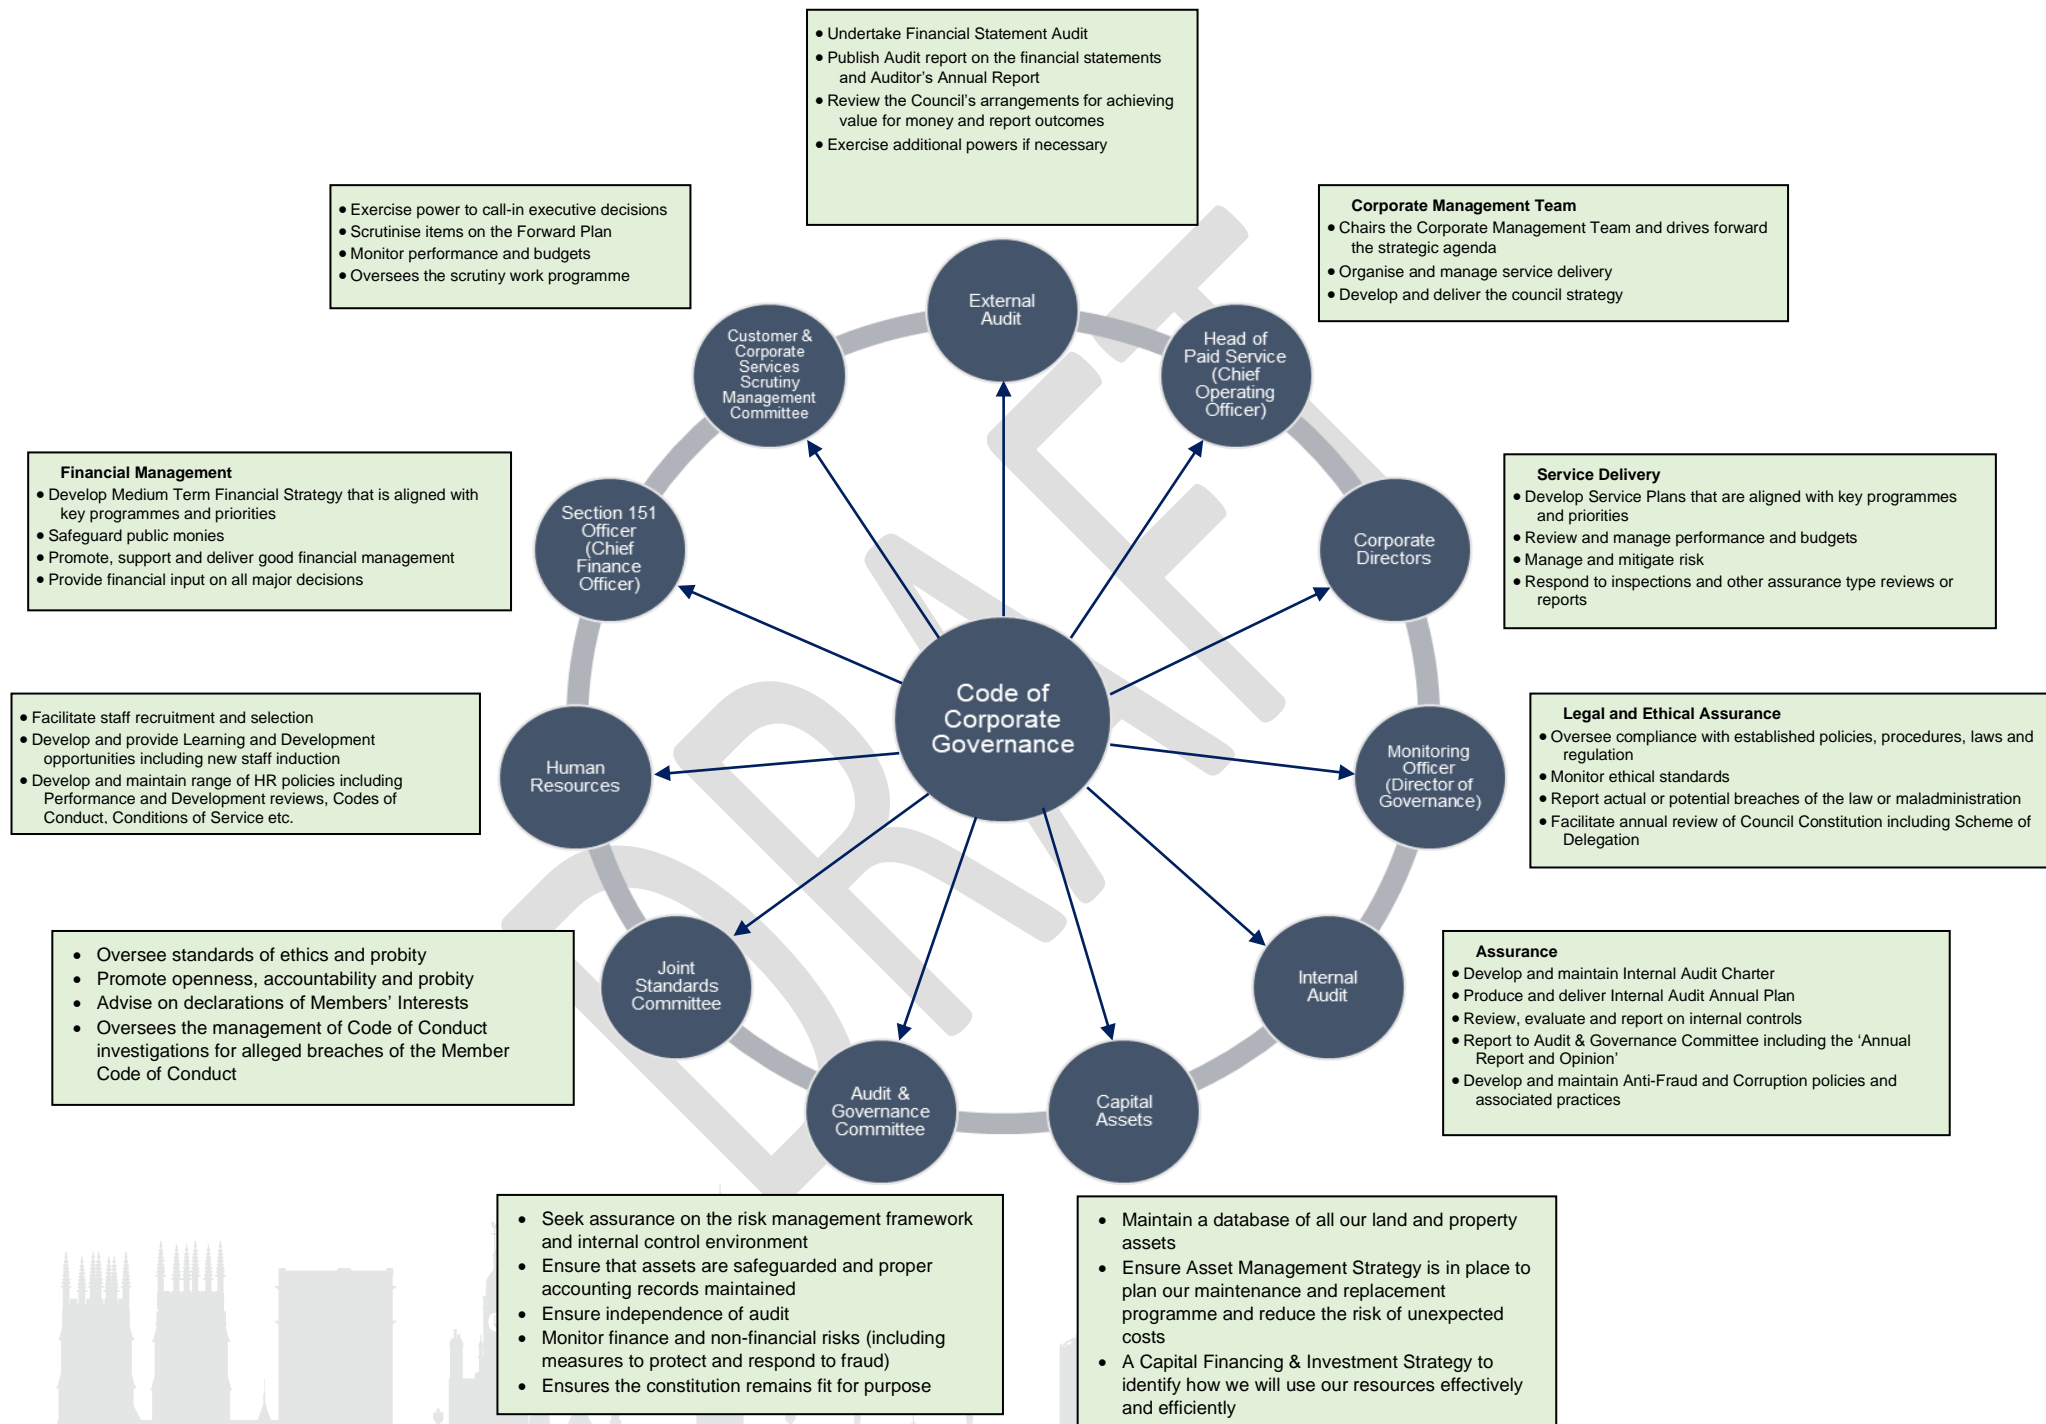 • Undertake Financial Statement Audit
• Publish Audit report on the financial statements
and Auditor's Annual Report
• Review the Council's arrangements for achieving
value for money and report outcomes
• Exercise additional powers if necessary
• Exercise power to call-in executive decisions
• Scrutinise items on the Forward Plan
• Monitor performance and budgets
• Oversees the scrutiny work programme
Corporate Management Team
• Chairs the Corporate Management Team and drives forward
the strategic agenda
• Organise and manage service delivery
• Develop and deliver the council strategy
External
Audit
Customer &
Corporate
Services
Scrutiny
Management
Committee
Head of
Paid Service
(Chief
Operating
Officer)
Financial Management
• Develop Medium Term Financial Strategy that is aligned with
key programmes and priorities
• Safeguard public monies
• Promote, support and deliver good financial management
• Provide financial input on all major decisions
Section 151
Officer
(Chief
Finance
Officer)
Corporate
Directors
Service Delivery
• Develop Service Plans that are aligned with key programmes
and priorities
• Review and manage performance and budgets
• Manage and mitigate risk
• Respond to inspections and other assurance type reviews or
reports
• Facilitate staff recruitment and selection
• Develop and provide Learning and Development
opportunities including new staff induction
• Develop and maintain range of HR policies including
Performance and Development reviews, Codes of
Conduct, Conditions of Service etc.
Human
Resources
Code of
Corporate
Governance
Monitoring
Officer
(Director of
Governance)
Legal and Ethical Assurance
• Oversee compliance with established policies, procedures, laws and
regulation
• Monitor ethical standards
• Report actual or potential breaches of the law or maladministration
• Facilitate annual review of Council Constitution including Scheme of
Delegation
• Oversee standards of ethics and probity
• Promote openness, accountability and probity
• Advise on declarations of Members' Interests
• Oversees the management of Code of Conduct
investigations for alleged breaches of the Member
Code of Conduct
Joint
Standards
Committee
Internal
Audit
Assurance
• Develop and maintain Internal Audit Charter
• Produce and deliver Internal Audit Annual Plan
• Review, evaluate and report on internal controls
• Report to Audit & Governance Committee including the 'Annual
Report and Opinion'
• Develop and maintain Anti-Fraud and Corruption policies and
associated practices
Audit &
Governance
Committee
Capital
Assets
• Seek assurance on the risk management framework
and internal control environment
• Ensure that assets are safeguarded and proper
accounting records maintained
• Ensure independence of audit
• Monitor finance and non-financial risks (including
measures to protect and respond to fraud)
• Ensures the constitution remains fit for purpose
• Maintain a database of all our land and property
assets
• Ensure Asset Management Strategy is in place to
plan our maintenance and replacement
programme and reduce the risk of unexpected
costs
• A Capital Financing & Investment Strategy to
identify how we will use our resources effectively
and efficiently
DRAFT